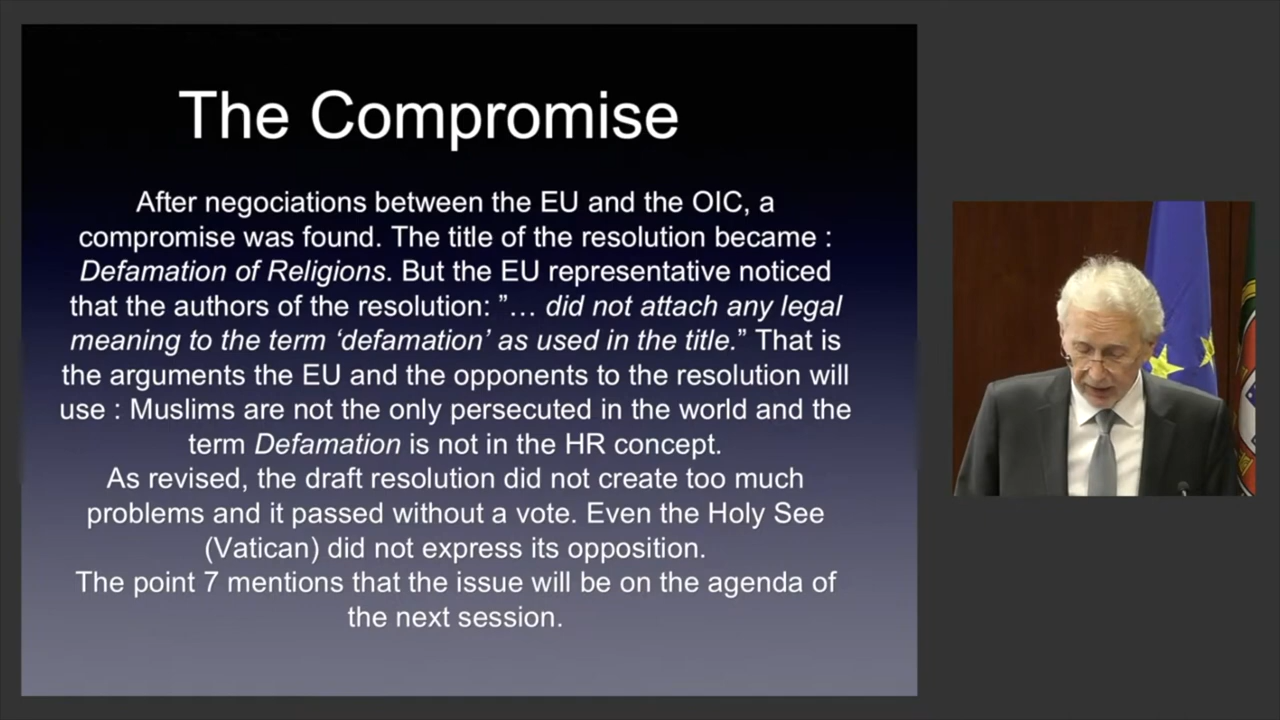 The Compromise
After negociations between the EU and the OIC, a
compromise was found. The title of the resolution became :
Defamation of Religions. But the EU representative noticed
that the authors of the resolution: ”… did not attach any legal
meaning to the term ‘defamation’ as used in the title.” That is
the arguments the EU and the opponents to the resolution will
use : Muslims are not the only persecuted in the world and the
term Defamation is not in the HR concept.
As revised, the draft resolution did not create too much
problems and it passed without a vote. Even the Holy See
(Vatican) did not express its opposition.
The point 7 mentions that the issue will be on the agenda of
the next session.